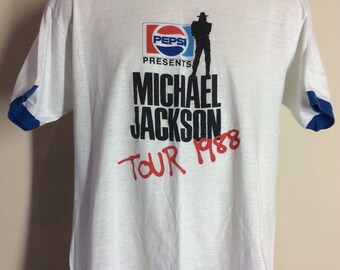 PEPSI
PRESENTS
MICHAEL
JACKSON
TOUR 1988